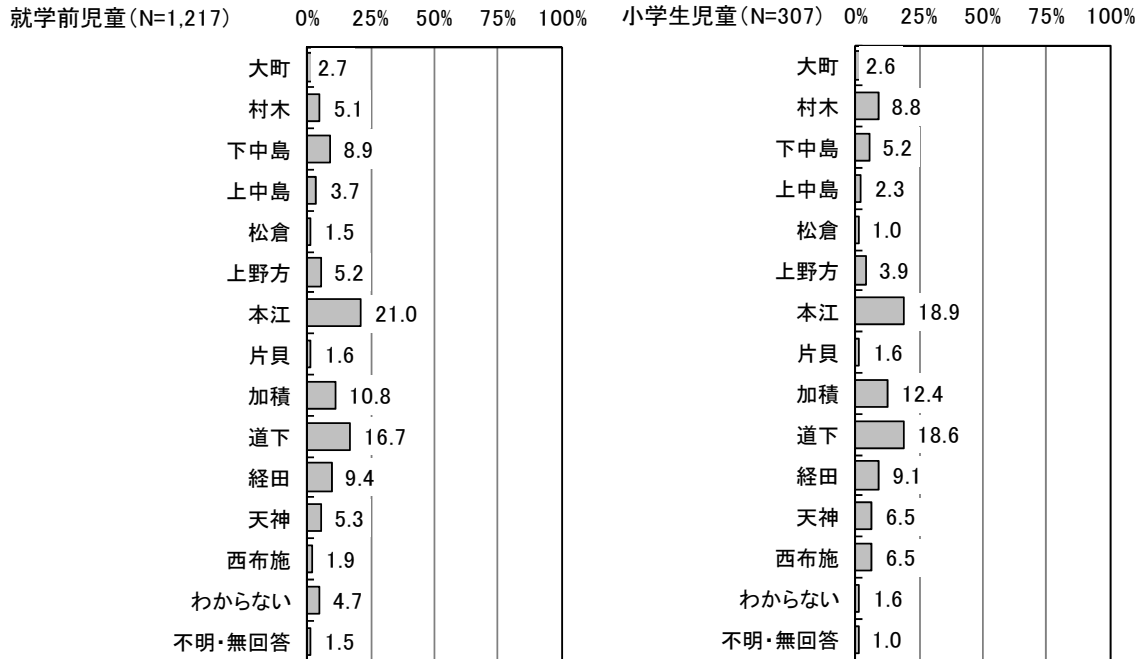 就学前児童(N=1,217) 0% 25% 50% 75% 100%
大町 2.7
村木 5.1
下中島 8.9
上中島 3.7
松倉 1.5
上野方 5.2
本江 21.0
片貝 1.6
加積 10.8
道下 16.7
経田 9.4
天神 5.3
西布施 1.9
わからない 4.7
不明・無回答 1.5
小学生児童(N=307) 0% 25% 50% 75% 100%
大町 2.6
村木 8.8
下中島 5.2
上中島 2.3
松倉 1.0
上野方 3.9
本江 18.9
片貝 1.6
加積 12.4
道下 18.6
経田 9.1
天神 6.5
西布施 6.5
わからない 1.6
不明・無回答 1.0